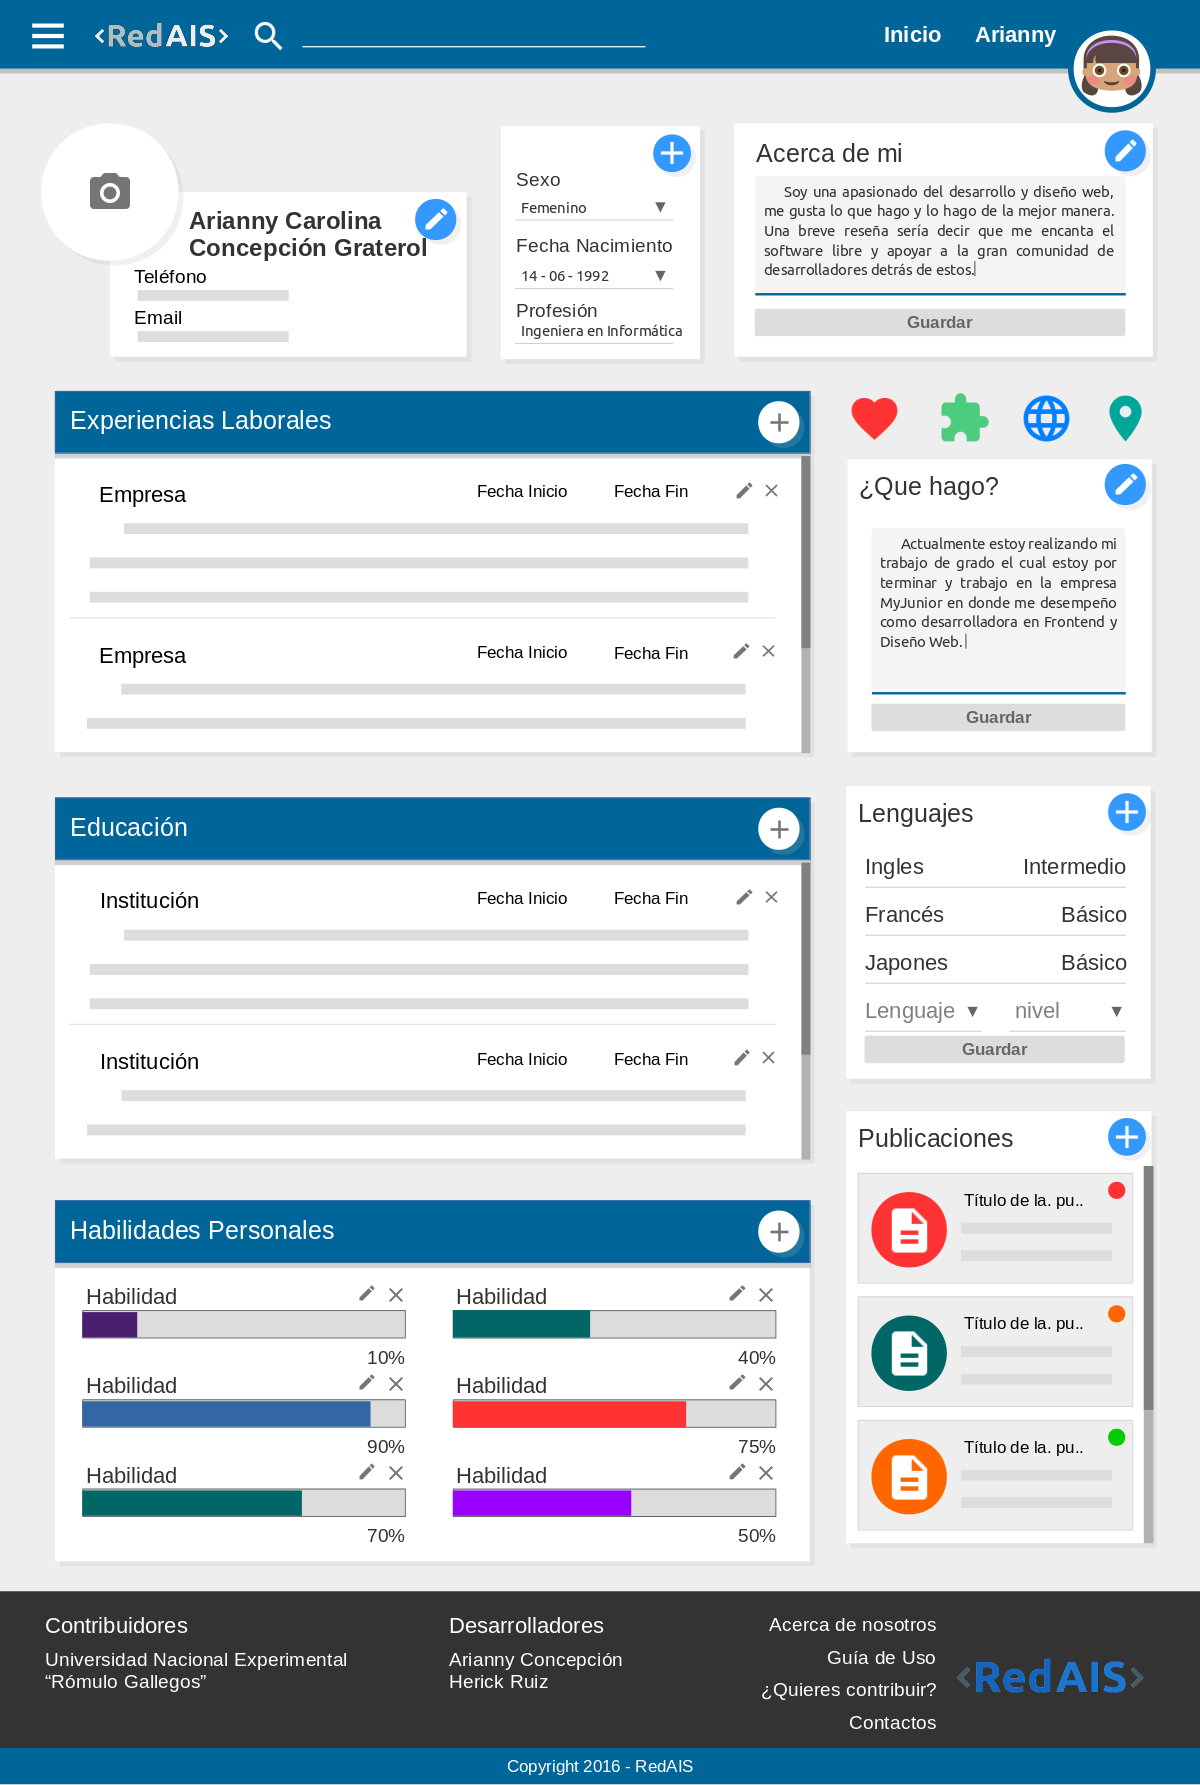 <RedAIS>
Inicio
Arianny
Arianny Carolina
Concepción Graterol
Teléfono
Email
Sexo
Femenino
Fecha Nacimiento
14 - 06 - 1992
Profesión
Ingeniera en Informática
Acerca de mi
Soy una apasionado del desarrollo y diseño web,
me gusta lo que hago y lo hago de la mejor manera.
Una breve reseña sería decir que me encanta el
software libre y apoyar a la gran comunidad de
desarrolladores detrás de estos.
Guardar
Experiencias Laborales
Empresa
Fecha Inicio
Fecha Fin
Empresa
Fecha Inicio
Fecha Fin
¿Que hago?
Actualmente estoy realizando mi
trabajo de grado el cual estoy por
terminar y trabajo en la empresa
MyJunior en donde me desempeño
como desarrolladora en Frontend y
Diseño Web.
Guardar
Educación
Institución
Fecha Inicio
Fecha Fin
Institución
Fecha Inicio
Fecha Fin
Lenguajes
Ingles Intermedio
Francés Básico
Japones Básico
Lenguaje nivel
Guardar
Publicaciones
Título de la. pu..
Título de la. pu..
Título de la. pu..
Habilidades Personales
Habilidad
10%
Habilidad
40%
Habilidad
90%
Habilidad
75%
Habilidad
70%
Habilidad
50%
Contribuidores
Universidad Nacional Experimental
“Rómulo Gallegos”
Desarrolladores
Arianny Concepción
Herick Ruiz
Acerca de nosotros
Guía de Uso
¿Quieres contribuir?
Contactos
<RedAIS>
Copyright 2016 - RedAIS